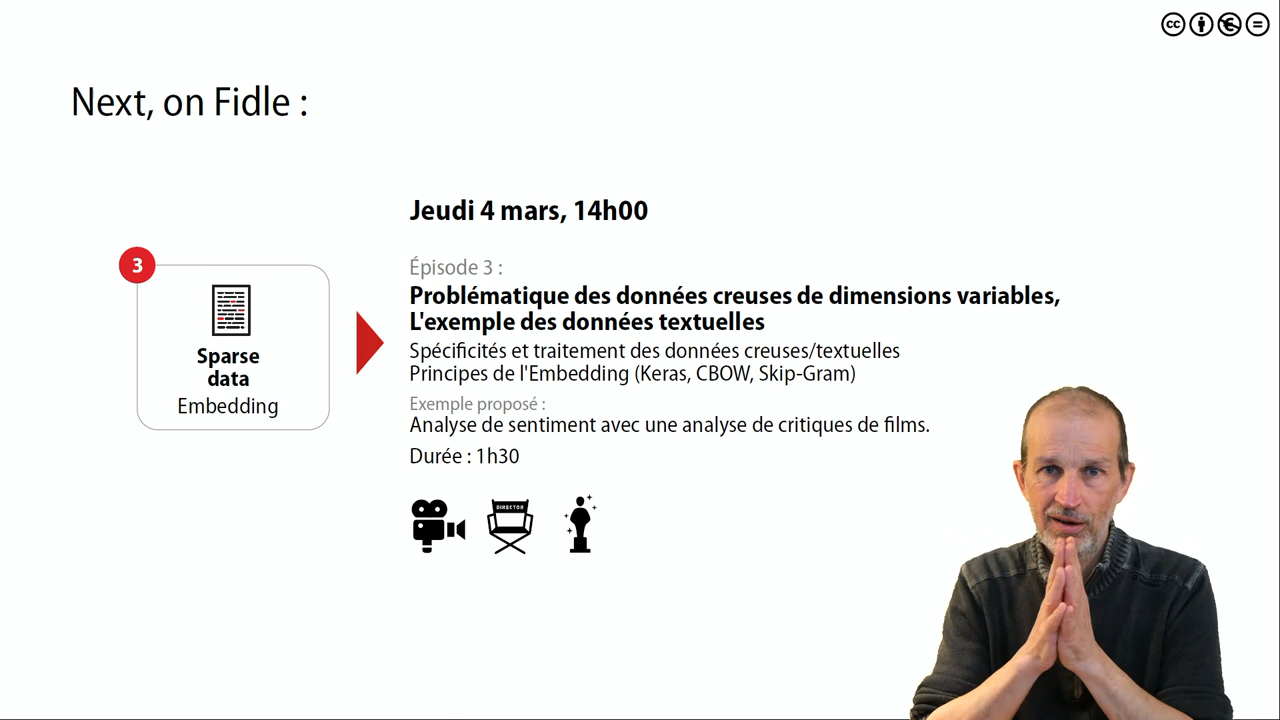 cc
Next, on Fidle :
Jeudi 4 mars, 14h00
3
Sparse
data
Embedding
Épisode 3 :
Problématique des données creuses de dimensions variables,
L'exemple des données textuelles
Spécificités et traitement des données creuses/textuelles
Principes de l'Embedding (Keras, CBOW, Skip-Gram)
Exemple proposé :
Analyse de sentiment avec une analyse de critiques de films.
Durée : 1h30
DIRECTOR